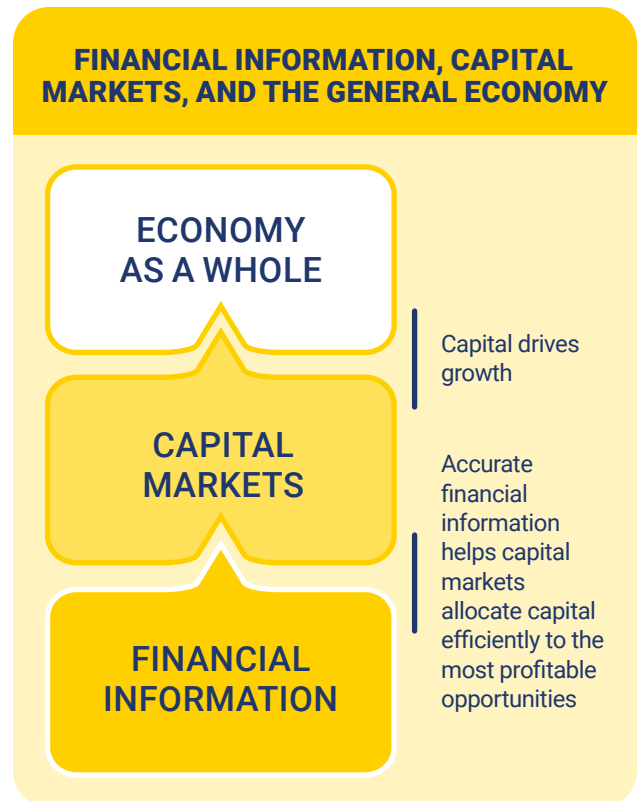 FINANCIAL INFORMATION, CAPITAL
MARKETS, AND THE GENERAL ECONOMY
ECONOMY
AS A WHOLE
Capital drives
growth
CAPITAL
MARKETS
Accurate
financial
information
helps capital
markets
allocate capital
efficiently to the
most profitable
opportunities
FINANCIAL
INFORMATION